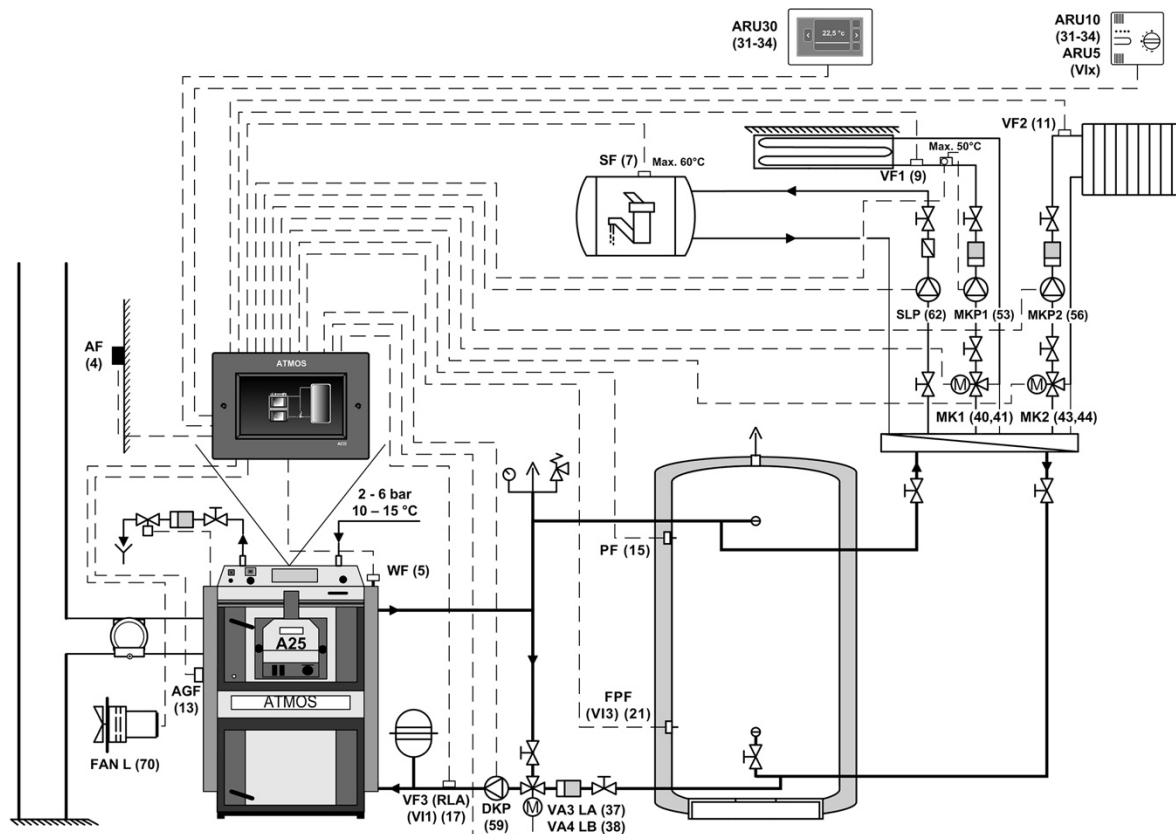 ARU30
(31-34)
22,5 °c
ARU10
(31-34)
ARU5
(VIx)
VF2 (11)
SF (7)
Max. 60°C
VF1 (9)
Max. 50°C
SLP (62)
MKP1 (53)
MKP2 (56)
AF
(4)
ATMOS
M
M
MK1 (40,41)
MK2 (43,44)
2 - 6 bar
10 – 15 °C
WF (5)
PF (15)
A25
AGF
(13)
ATMOS
FPF
(VI3) (21)
FAN L (70)
VF3 (RLA)
(VI1) (17)
DKP
(59)
M
VA3 LA (37)
VA4 LB (38)